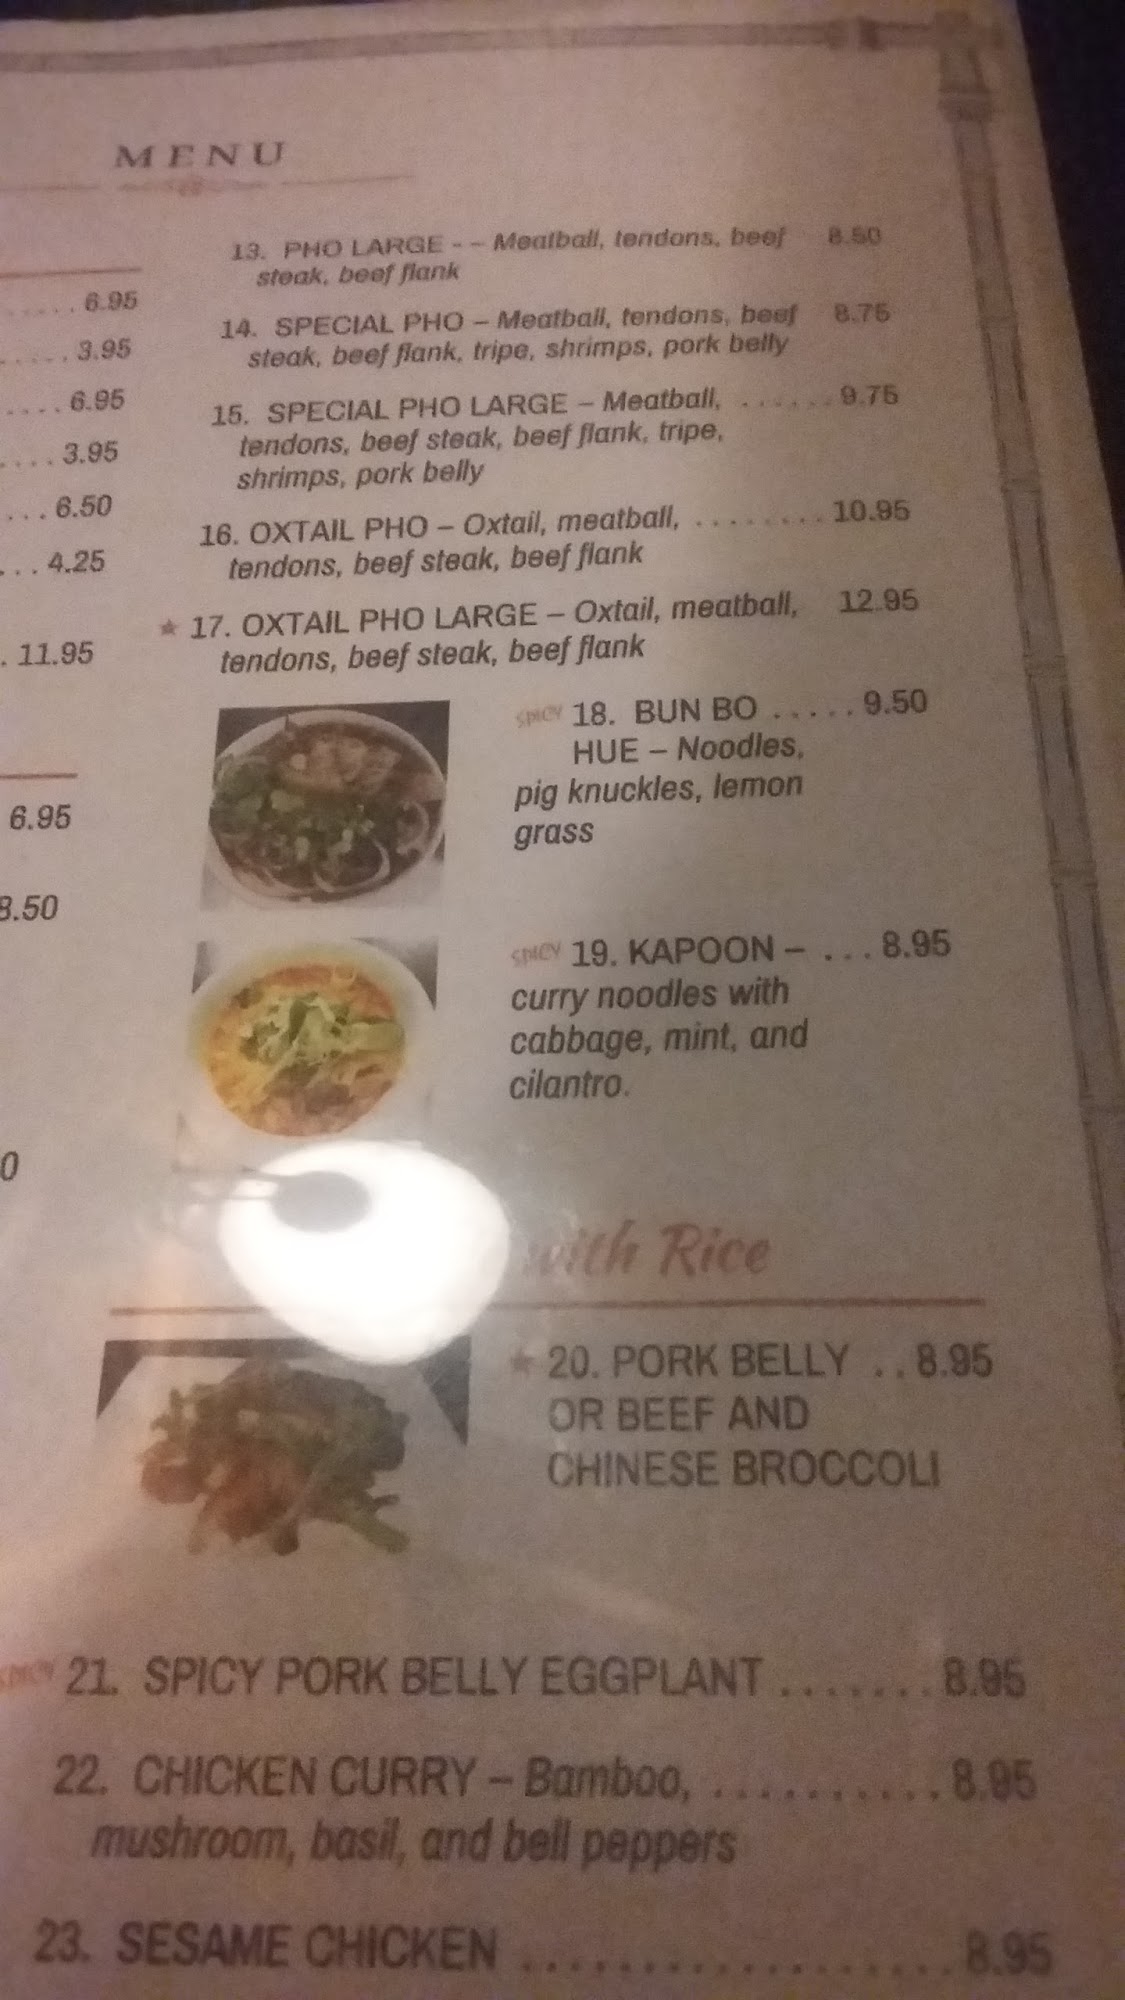 MENU
. . . . . 6.95
. . . . . 3.95
. . . . 6.95
. . . . 3.95
. . . 6.50
. . . 4.25
. 11.95
6.95
8.50
0
13. PHO LARGE - – Meatball, tendons, beef 8.50
steak, beef flank
14. SPECIAL PHO – Meatball, tendons, beef 8.75
steak, beef flank, tripe, shrimps, pork belly
15. SPECIAL PHO LARGE – Meatball, . . . . . . 9.75
tendons, beef steak, beef flank, tripe,
shrimps, pork belly
16. OXTAIL PHO – Oxtail, meatball, . . . . . . . . 10.95
tendons, beef steak, beef flank
★ 17. OXTAIL PHO LARGE – Oxtail, meatball, 12.95
tendons, beef steak, beef flank
SPICY 18. BUN BO . . . . . 9.50
HUE – Noodles,
pig knuckles, lemon
grass
SPICY 19. KAPOON – . . . 8.95
curry noodles with
cabbage, mint, and
cilantro.
with Rice
★ 20. PORK BELLY . . 8.95
OR BEEF AND
CHINESE BROCCOLI
SPICY 21. SPICY PORK BELLY EGGPLANT . . . . . . . 8.95
22. CHICKEN CURRY – Bamboo, . . . . . . . . . . 8.95
mushroom, basil, and bell peppers
23. SESAME CHICKEN . . . . . . . . . . . . . . . . . 8.95